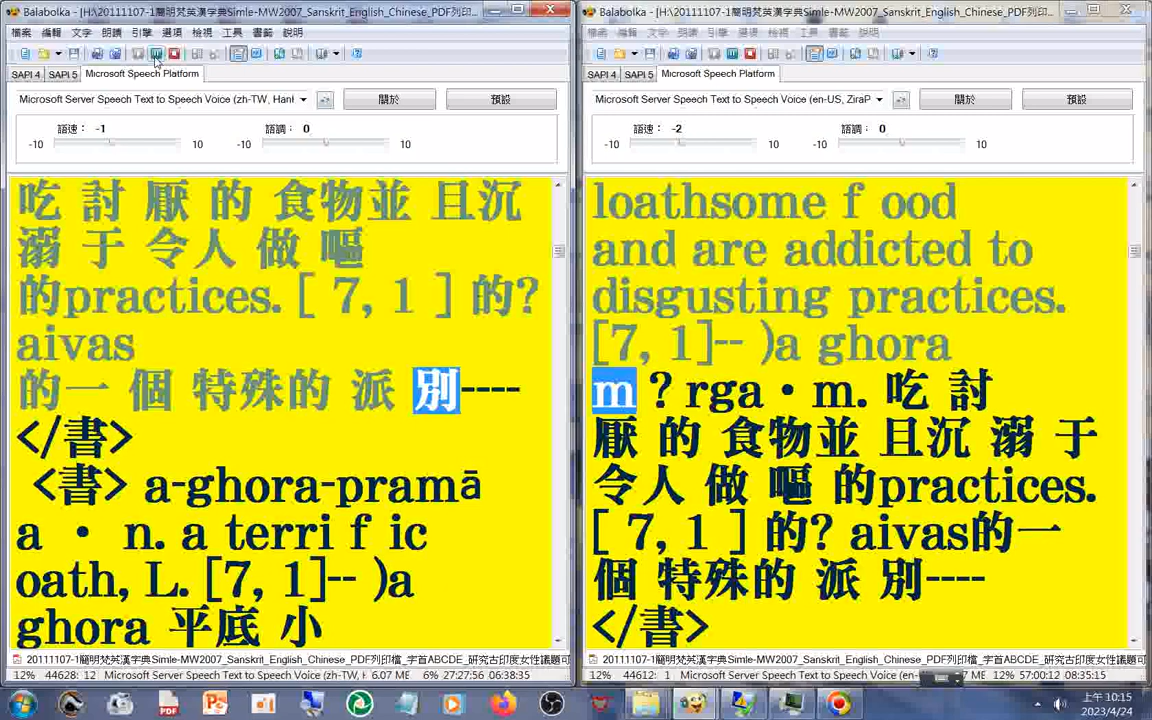 Balabolka - [H:\20111107-1簡明梵英漢字典Simle-MW2007_Sanskrit_English_Chinese_PDF列印...
檔案 編輯 文字 朗讀 引擎 選項 檢視 工具 書籤 說明
SAPI 4 SAPI 5 Microsoft Speech Platform
Microsoft Server Speech Text to Speech Voice (zh-TW, Hanl
關於 預設
語速： -1 語調： 0
-10 10 -10 10
吃 討 厭 的 食物並 且沉
溺 于 令人 做 嘔
的practices. [ 7, 1 ] 的?
aivas
的一 個 特殊的 派 別----
</書>
<書> a-ghora-pramā
a • n. a terri f ic
oath, L. [7, 1]-- )a
ghora 平底 小
20111107-1簡明梵英漢字典Simle-MW2007_Sanskrit_English_Chinese_PDF列印檔_字首ABCDE_研究古印度女性議題可
12% 44628: 12 Microsoft Server Speech Text to Speech Voice (zh-TW, H 6.07 MB 6% 27:27:56 06:38:35
Balabolka - [H:\20111107-1簡明梵英漢字典Simle-MW2007_Sanskrit_English_Chinese_PDF列印...
檔案 編輯 文字 朗讀 引擎 選項 檢視 工具 書籤 說明
SAPI 4 SAPI 5 Microsoft Speech Platform
Microsoft Server Speech Text to Speech Voice (en-US, ZiraP
關於 預設
語速： -2 語調： 0
-10 10 -10 10
loathsome f ood
and are addicted to
disgusting practices.
[7, 1]-- )a ghora
m ? rga • m. 吃 討
厭 的 食物並 且沉 溺 于
令人 做 嘔 的practices.
[ 7, 1 ] 的? aivas的一
個 特殊的 派 別----
</書>
20111107-1簡明梵英漢字典Simle-MW2007_Sanskrit_English_Chinese_PDF列印檔_字首ABCDE_研究古印度女性議題可
12% 44612: 1 Microsoft Server Speech Text to Speech Voice (en-US 12% 57:00:12 08:35:15
上午 10:15
2023/4/24